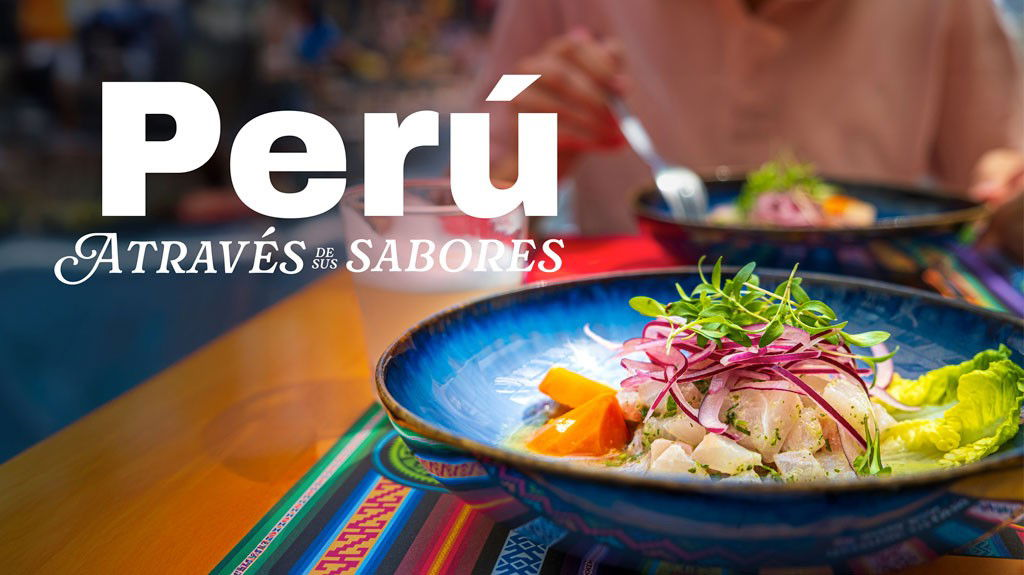 Perú
ATRAVÉS DE SUS SABORES